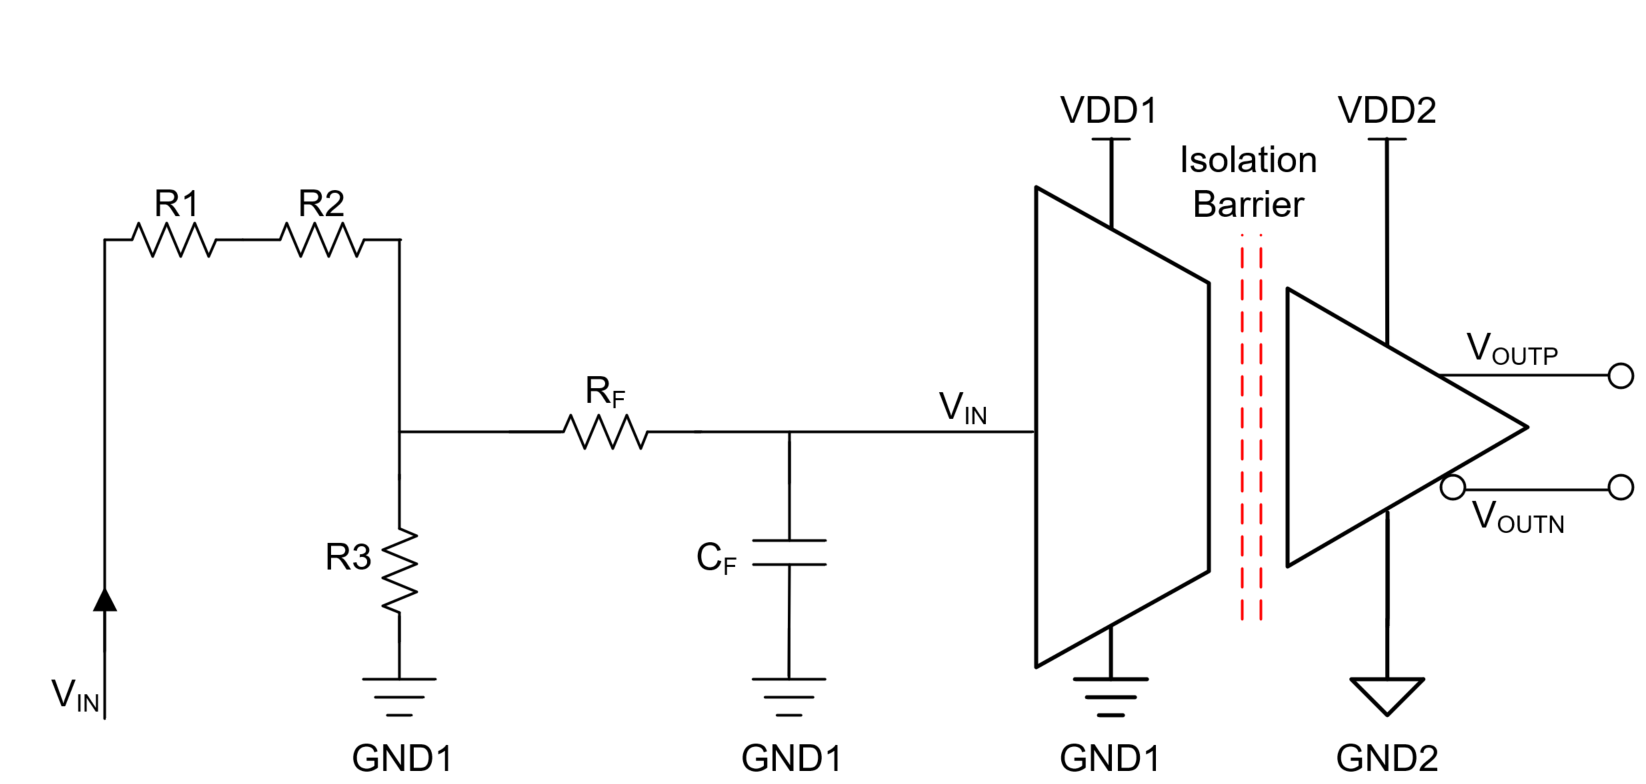 VDD1
VDD2
Isolation
Barrier
R1
R2
VOUTP
RF
VIN
R3
CF
VOUTN
VIN
GND1
GND1
GND1
GND2